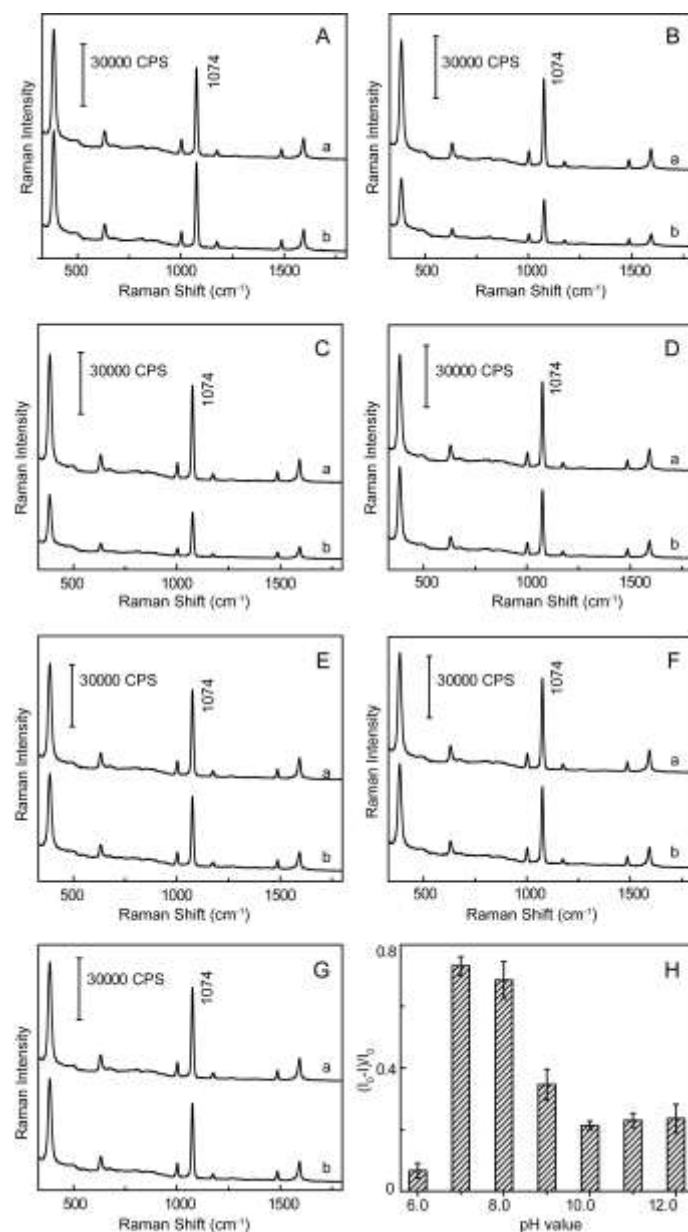 A
30000 CPS
1074
a
b
Raman Intensity
500 1000 1500
Raman Shift (cm⁻¹)
B
30000 CPS
1074
a
b
Raman Intensity
500 1000 1500
Raman Shift (cm⁻¹)
C
30000 CPS
1074
a
b
Raman Intensity
500 1000 1500
Raman Shift (cm⁻¹)
D
30000 CPS
1074
a
b
Raman Intensity
500 1000 1500
Raman Shift (cm⁻¹)
E
30000 CPS
1074
a
b
Raman Intensity
500 1000 1500
Raman Shift (cm⁻¹)
F
30000 CPS
1074
a
b
Raman Intensity
500 1000 1500
Raman Shift (cm⁻¹)
G
30000 CPS
1074
a
b
Raman Intensity
500 1000 1500
Raman Shift (cm⁻¹)
H
0.8
0.4
0
(I₀-I)/I₀
6.0 8.0 10.0 12.0
pH value